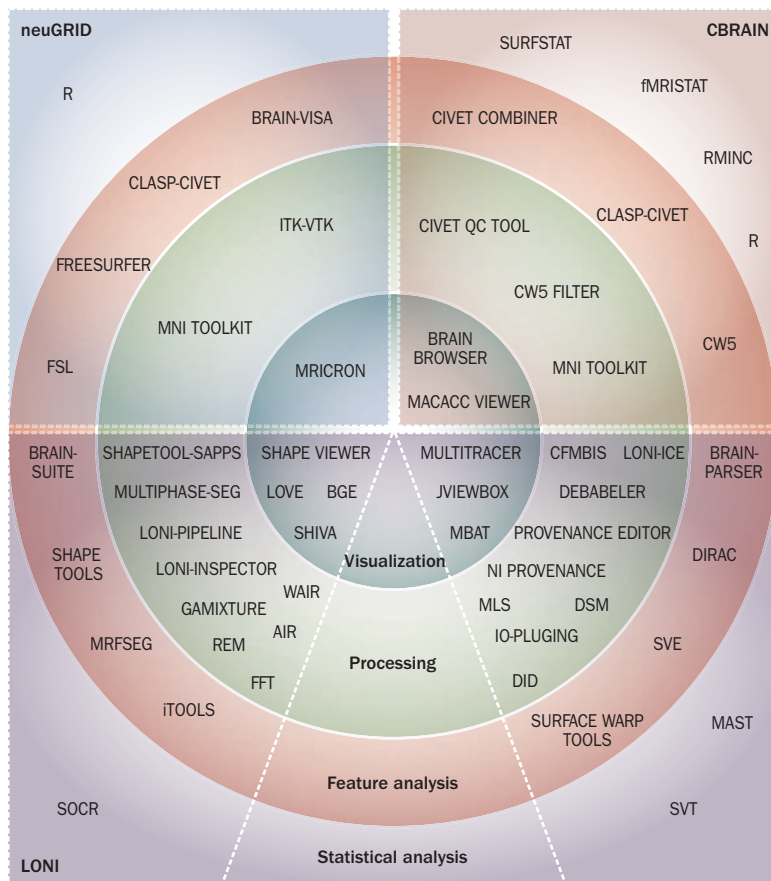 neuGRID
CBRAIN
SURFSTAT
R
fMRISTAT
BRAIN-VISA
CIVET COMBINER
RMINC
CLASP-CIVET
CLASP-CIVET
ITK-VTK
CIVET QC TOOL
R
FREESURFER
CW5 FILTER
MNI TOOLKIT
BRAIN
BROWSER
CW5
FSL
MRICRON
MNI TOOLKIT
MACACC VIEWER
BRAIN-
SUITE
SHAPETOOL-SAPPS
SHAPE VIEWER
MULTITRACER
CFMBIS
LONI-ICE
BRAIN-
PARSER
MULTIPHASE-SEG
LOVE
BGE
JVIEWBOX
DEBABELER
LONI-PIPELINE
SHIVA
MBAT
PROVENANCE EDITOR
SHAPE
TOOLS
Visualization
DIRAC
LONI-INSPECTOR
NI PROVENANCE
WAIR
GAMIXTURE
MLS
DSM
AIR
MRFSEG
REM
IO-PLUGING
SVE
Processing
FFT
DID
iTOOLS
SURFACE WARP
TOOLS
MAST
Feature analysis
SOCR
SVT
Statistical analysis
LONI